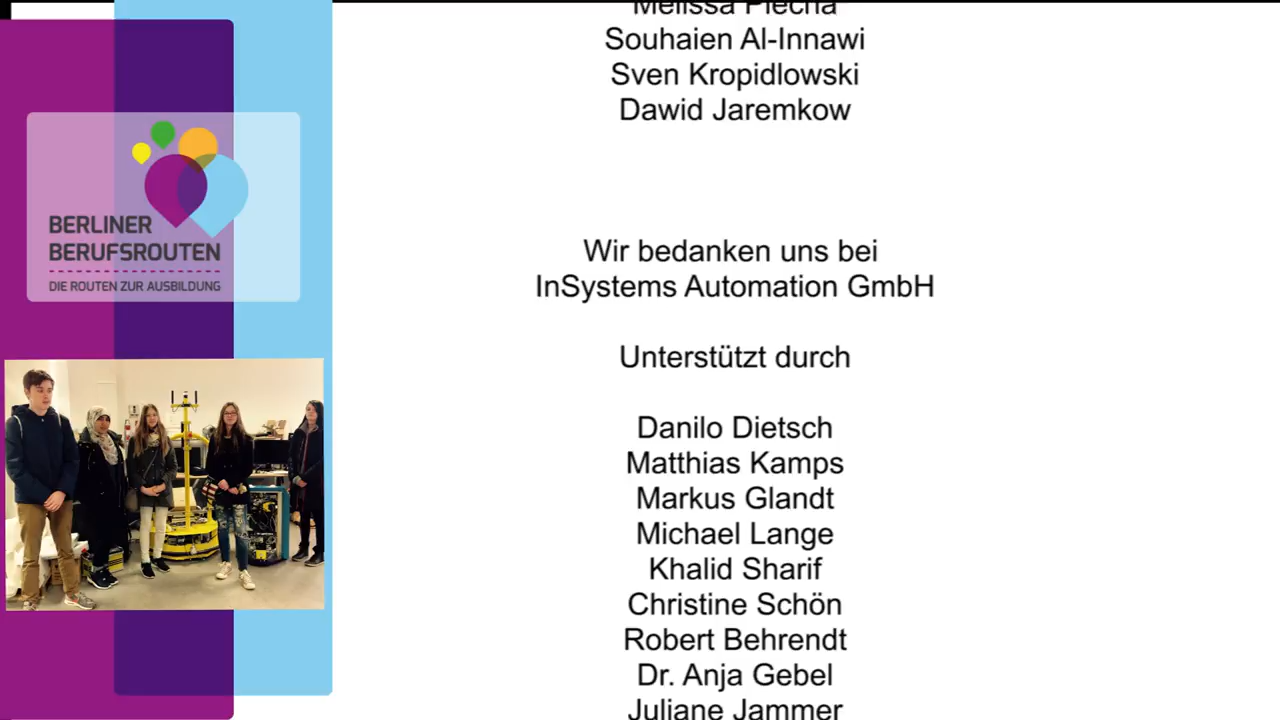 Melissa Piecha
Souhaien Al-Innawi
Sven Kropidlowski
Dawid Jaremkow
BERLINER
BERUFSROUTEN
DIE ROUTEN ZUR AUSBILDUNG
Wir bedanken uns bei
InSystems Automation GmbH
Unterstützt durch
Danilo Dietsch
Matthias Kamps
Markus Glandt
Michael Lange
Khalid Sharif
Christine Schön
Robert Behrendt
Dr. Anja Gebel
Juliane Jammer